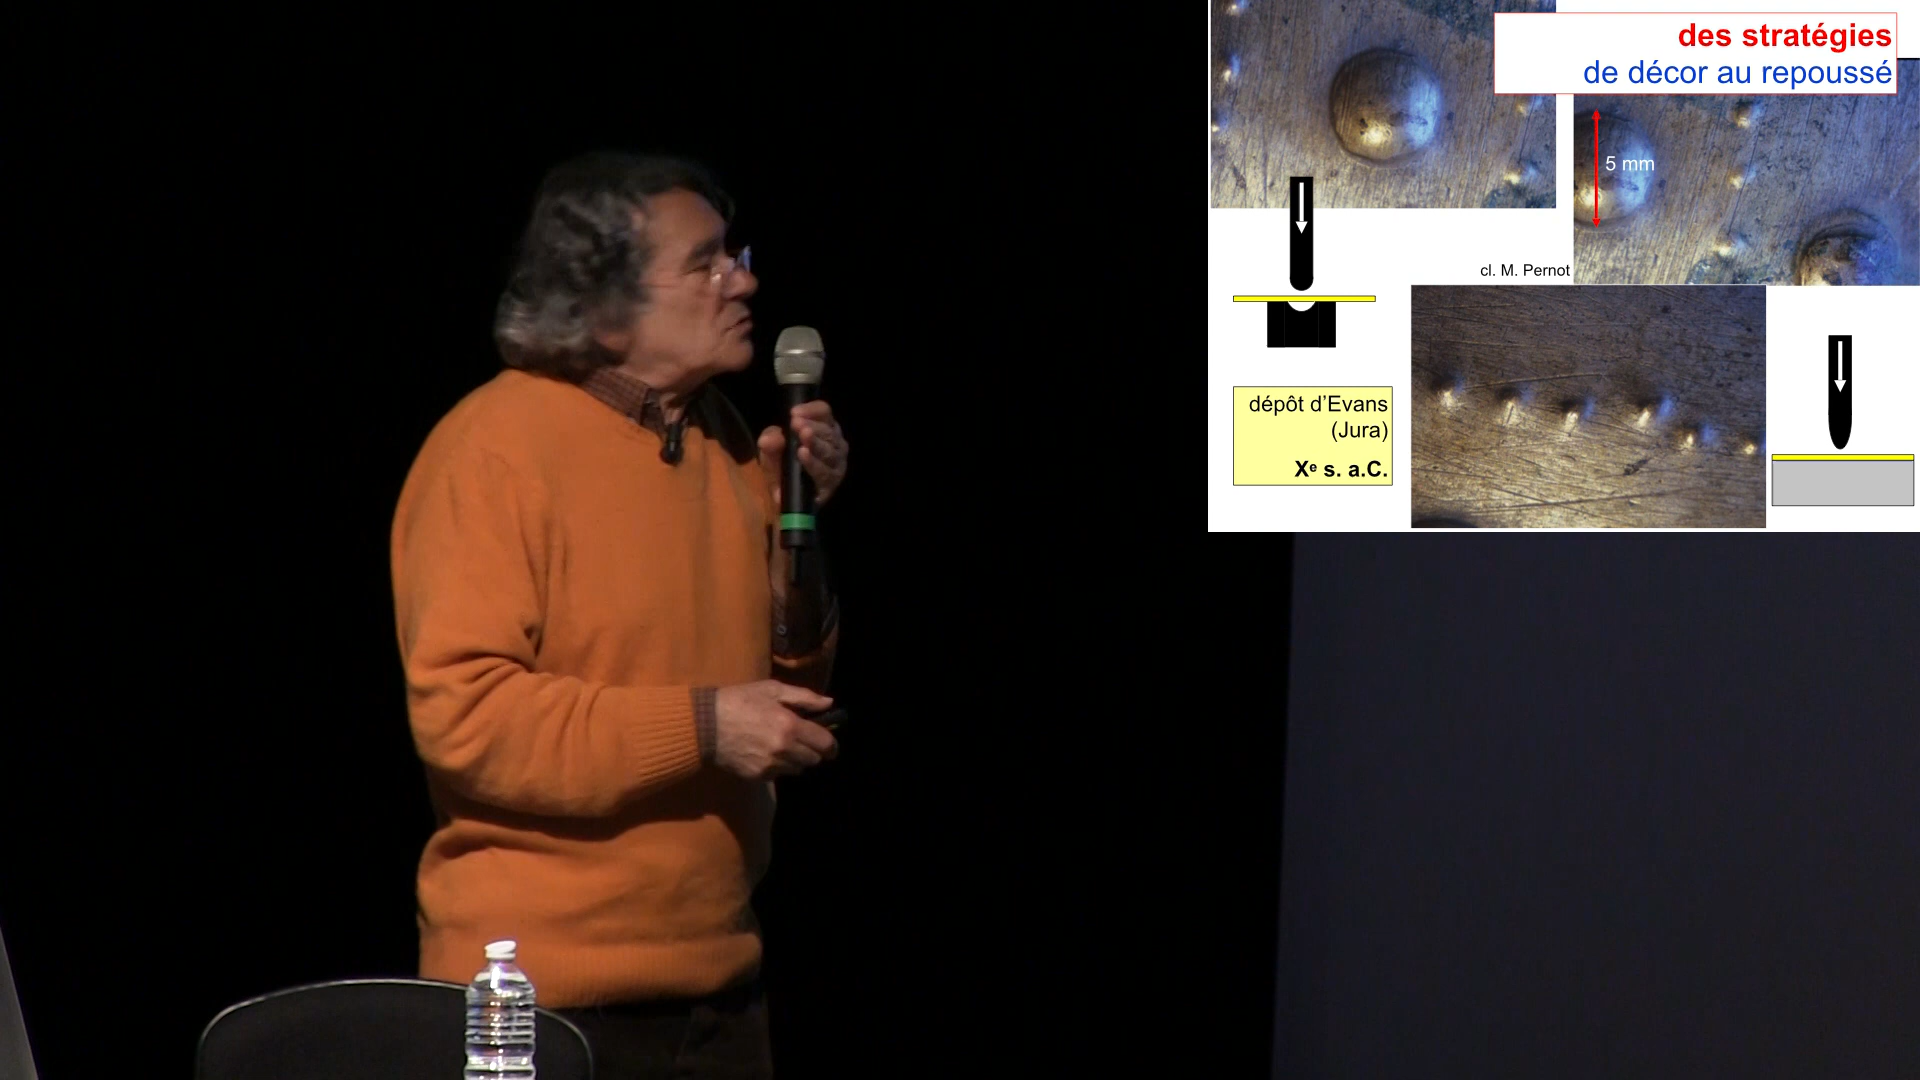 des stratégies
de décor au repoussé
5 mm
cl. M. Pernot
dépôt d’Evans
(Jura)
Xᵉ s. a.C.